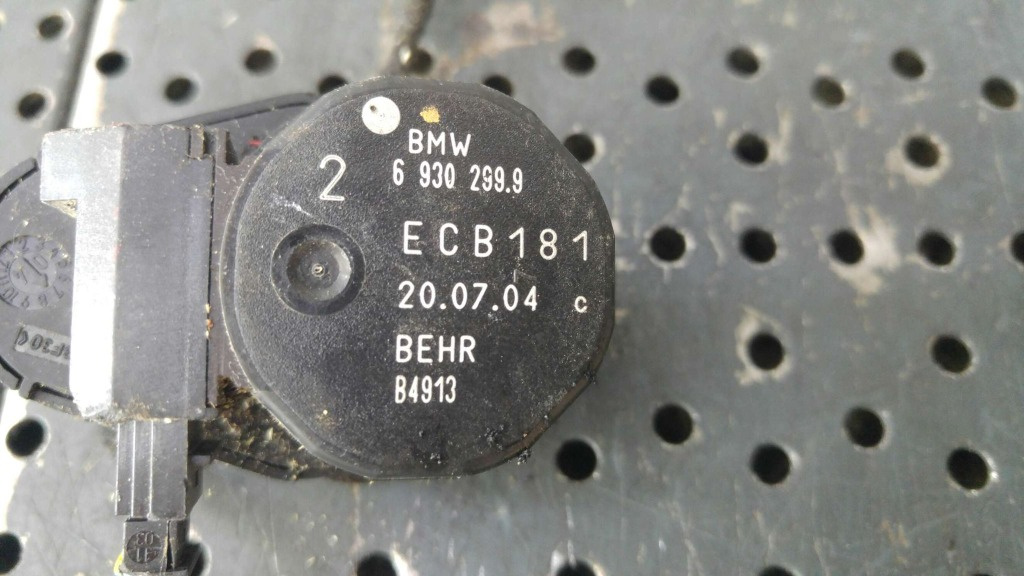 BMW
2
6 930 299.9
ECB181
20.07.04 c
BEHR
B4913